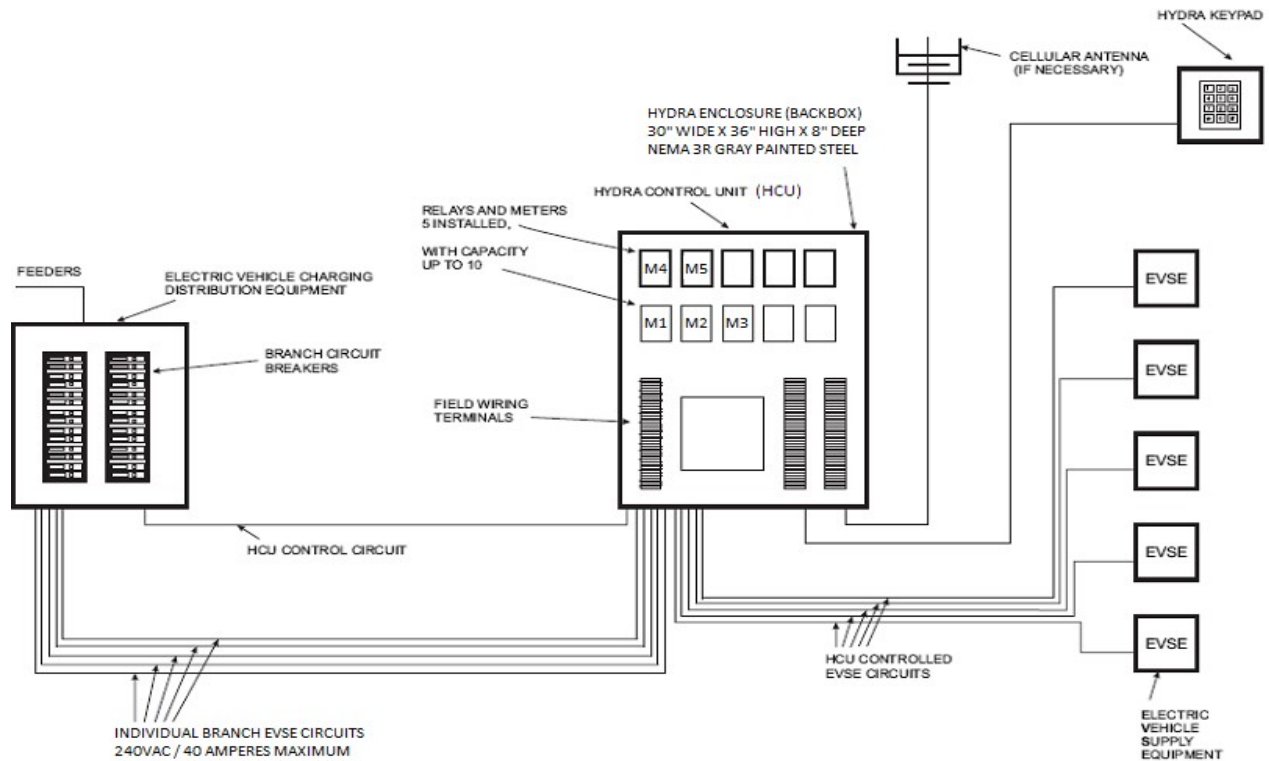 HYDRA KEYPAD
CELLULAR ANTENNA
(IF NECESSARY)
HYDRA ENCLOSURE (BACKBOX)
30" WIDE X 36" HIGH X 8" DEEP
NEMA 3R GRAY PAINTED STEEL
HYDRA CONTROL UNIT (HCU)
RELAYS AND METERS
5 INSTALLED,
WITH CAPACITY
UP TO 10
M4 M5
M1 M2 M3
FEEDERS
ELECTRIC VEHICLE CHARGING
DISTRIBUTION EQUIPMENT
BRANCH CIRCUIT
BREAKERS
FIELD WIRING
TERMINALS
EVSE
EVSE
EVSE
EVSE
EVSE
HCU CONTROL CIRCUIT
HCU CONTROLLED
EVSE CIRCUITS
INDIVIDUAL BRANCH EVSE CIRCUITS
240VAC / 40 AMPERES MAXIMUM
ELECTRIC
VEHICLE
SUPPLY
EQUIPMENT